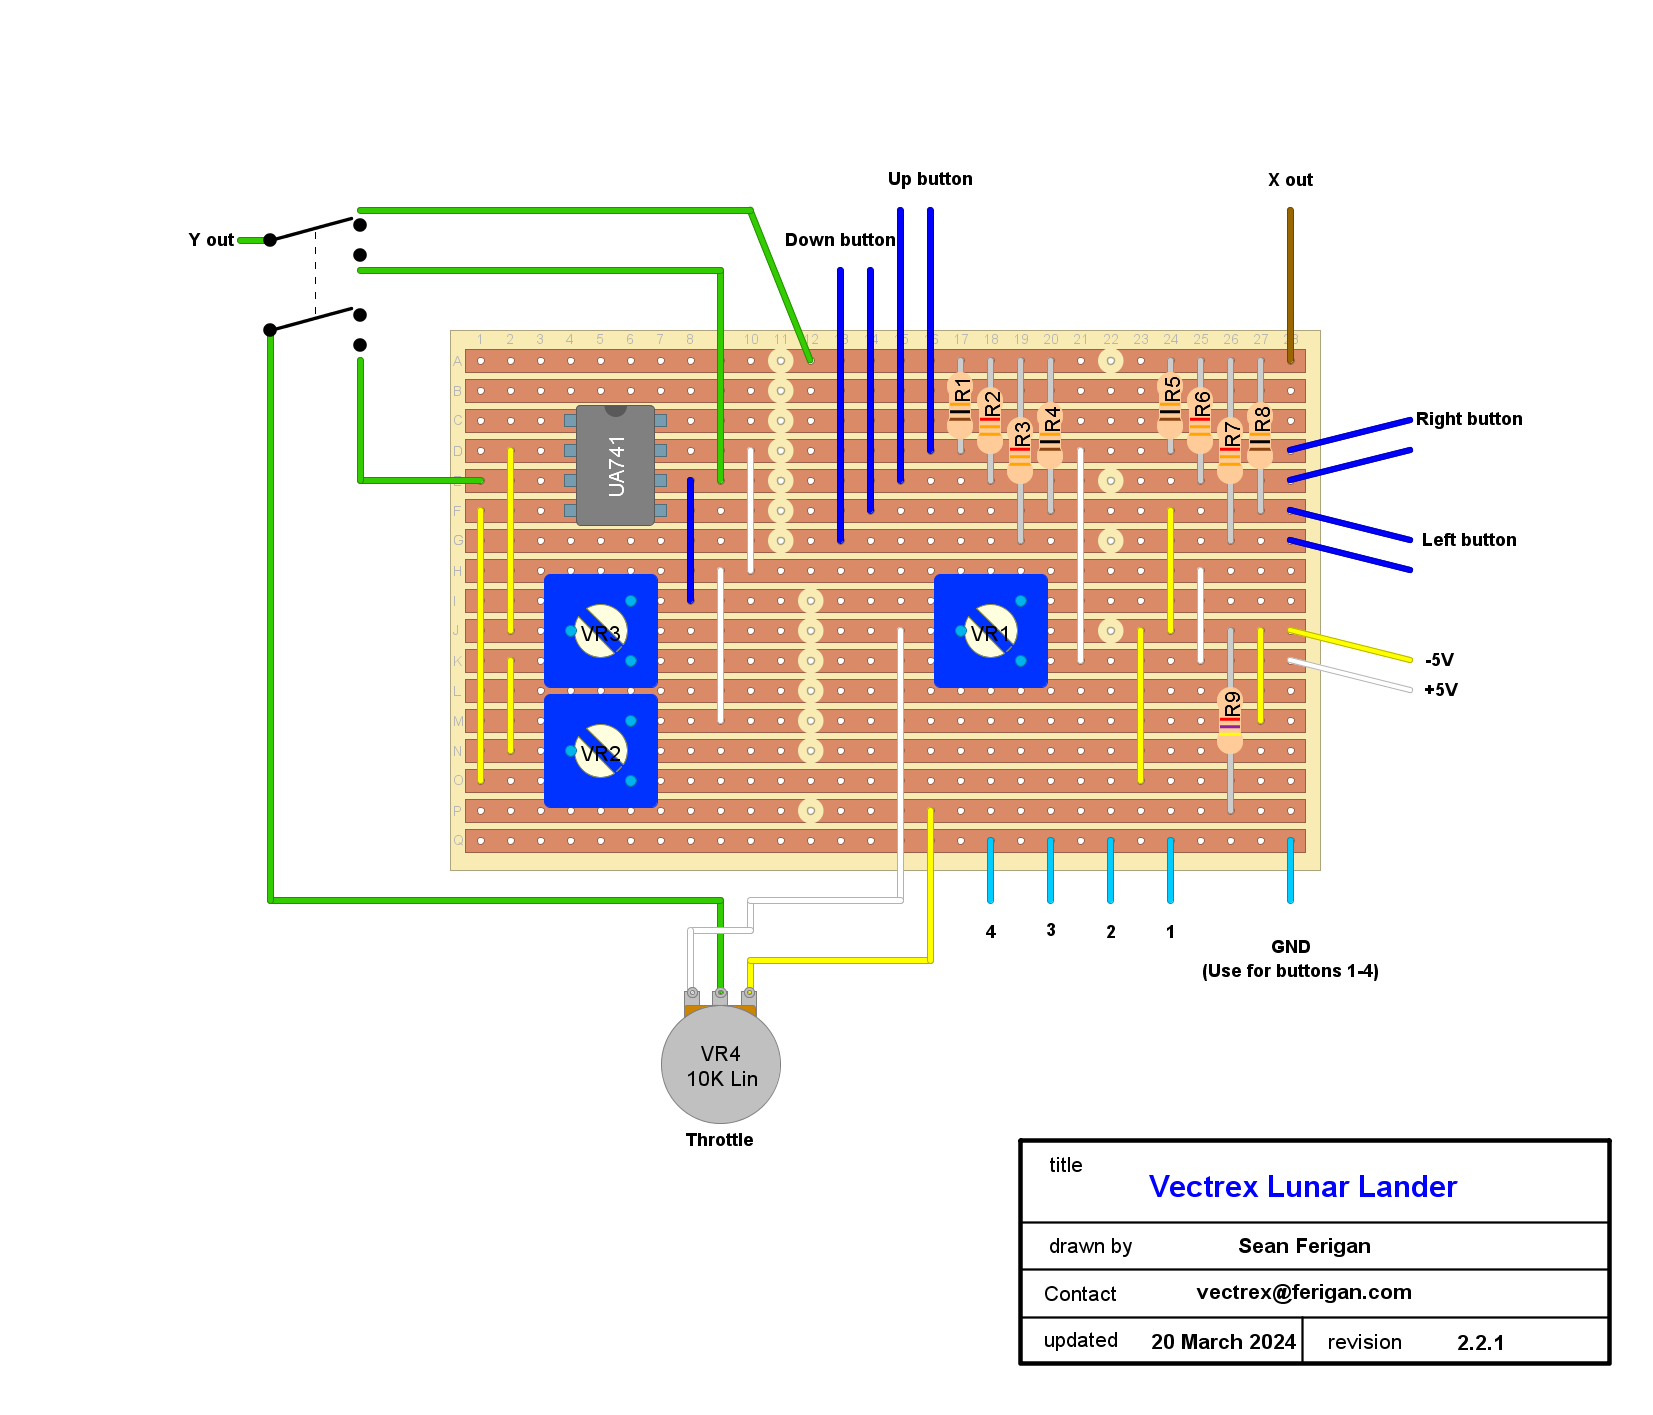 Up button
X out
Y out
Down button
1 2 3 4 5 6 7 8 10 11 12 13 14 15 16 17 18 19 20 21 22 23 24 25 26 27 28
A
B
C
D
E
F
G
H
I
J
K
L
M
N
O
P
Q
R1 R2 R3 R4 R5 R6 R7 R8
UA741
Right button
Left button
VR3
VR1
-5V
+5V
R9
VR2
4 3 2 1
GND
(Use for buttons 1-4)
VR4
10K Lin
Throttle
title
Vectrex Lunar Lander
drawn by Sean Ferigan
Contact vectrex@ferigan.com
updated 20 March 2024 revision 2.2.1